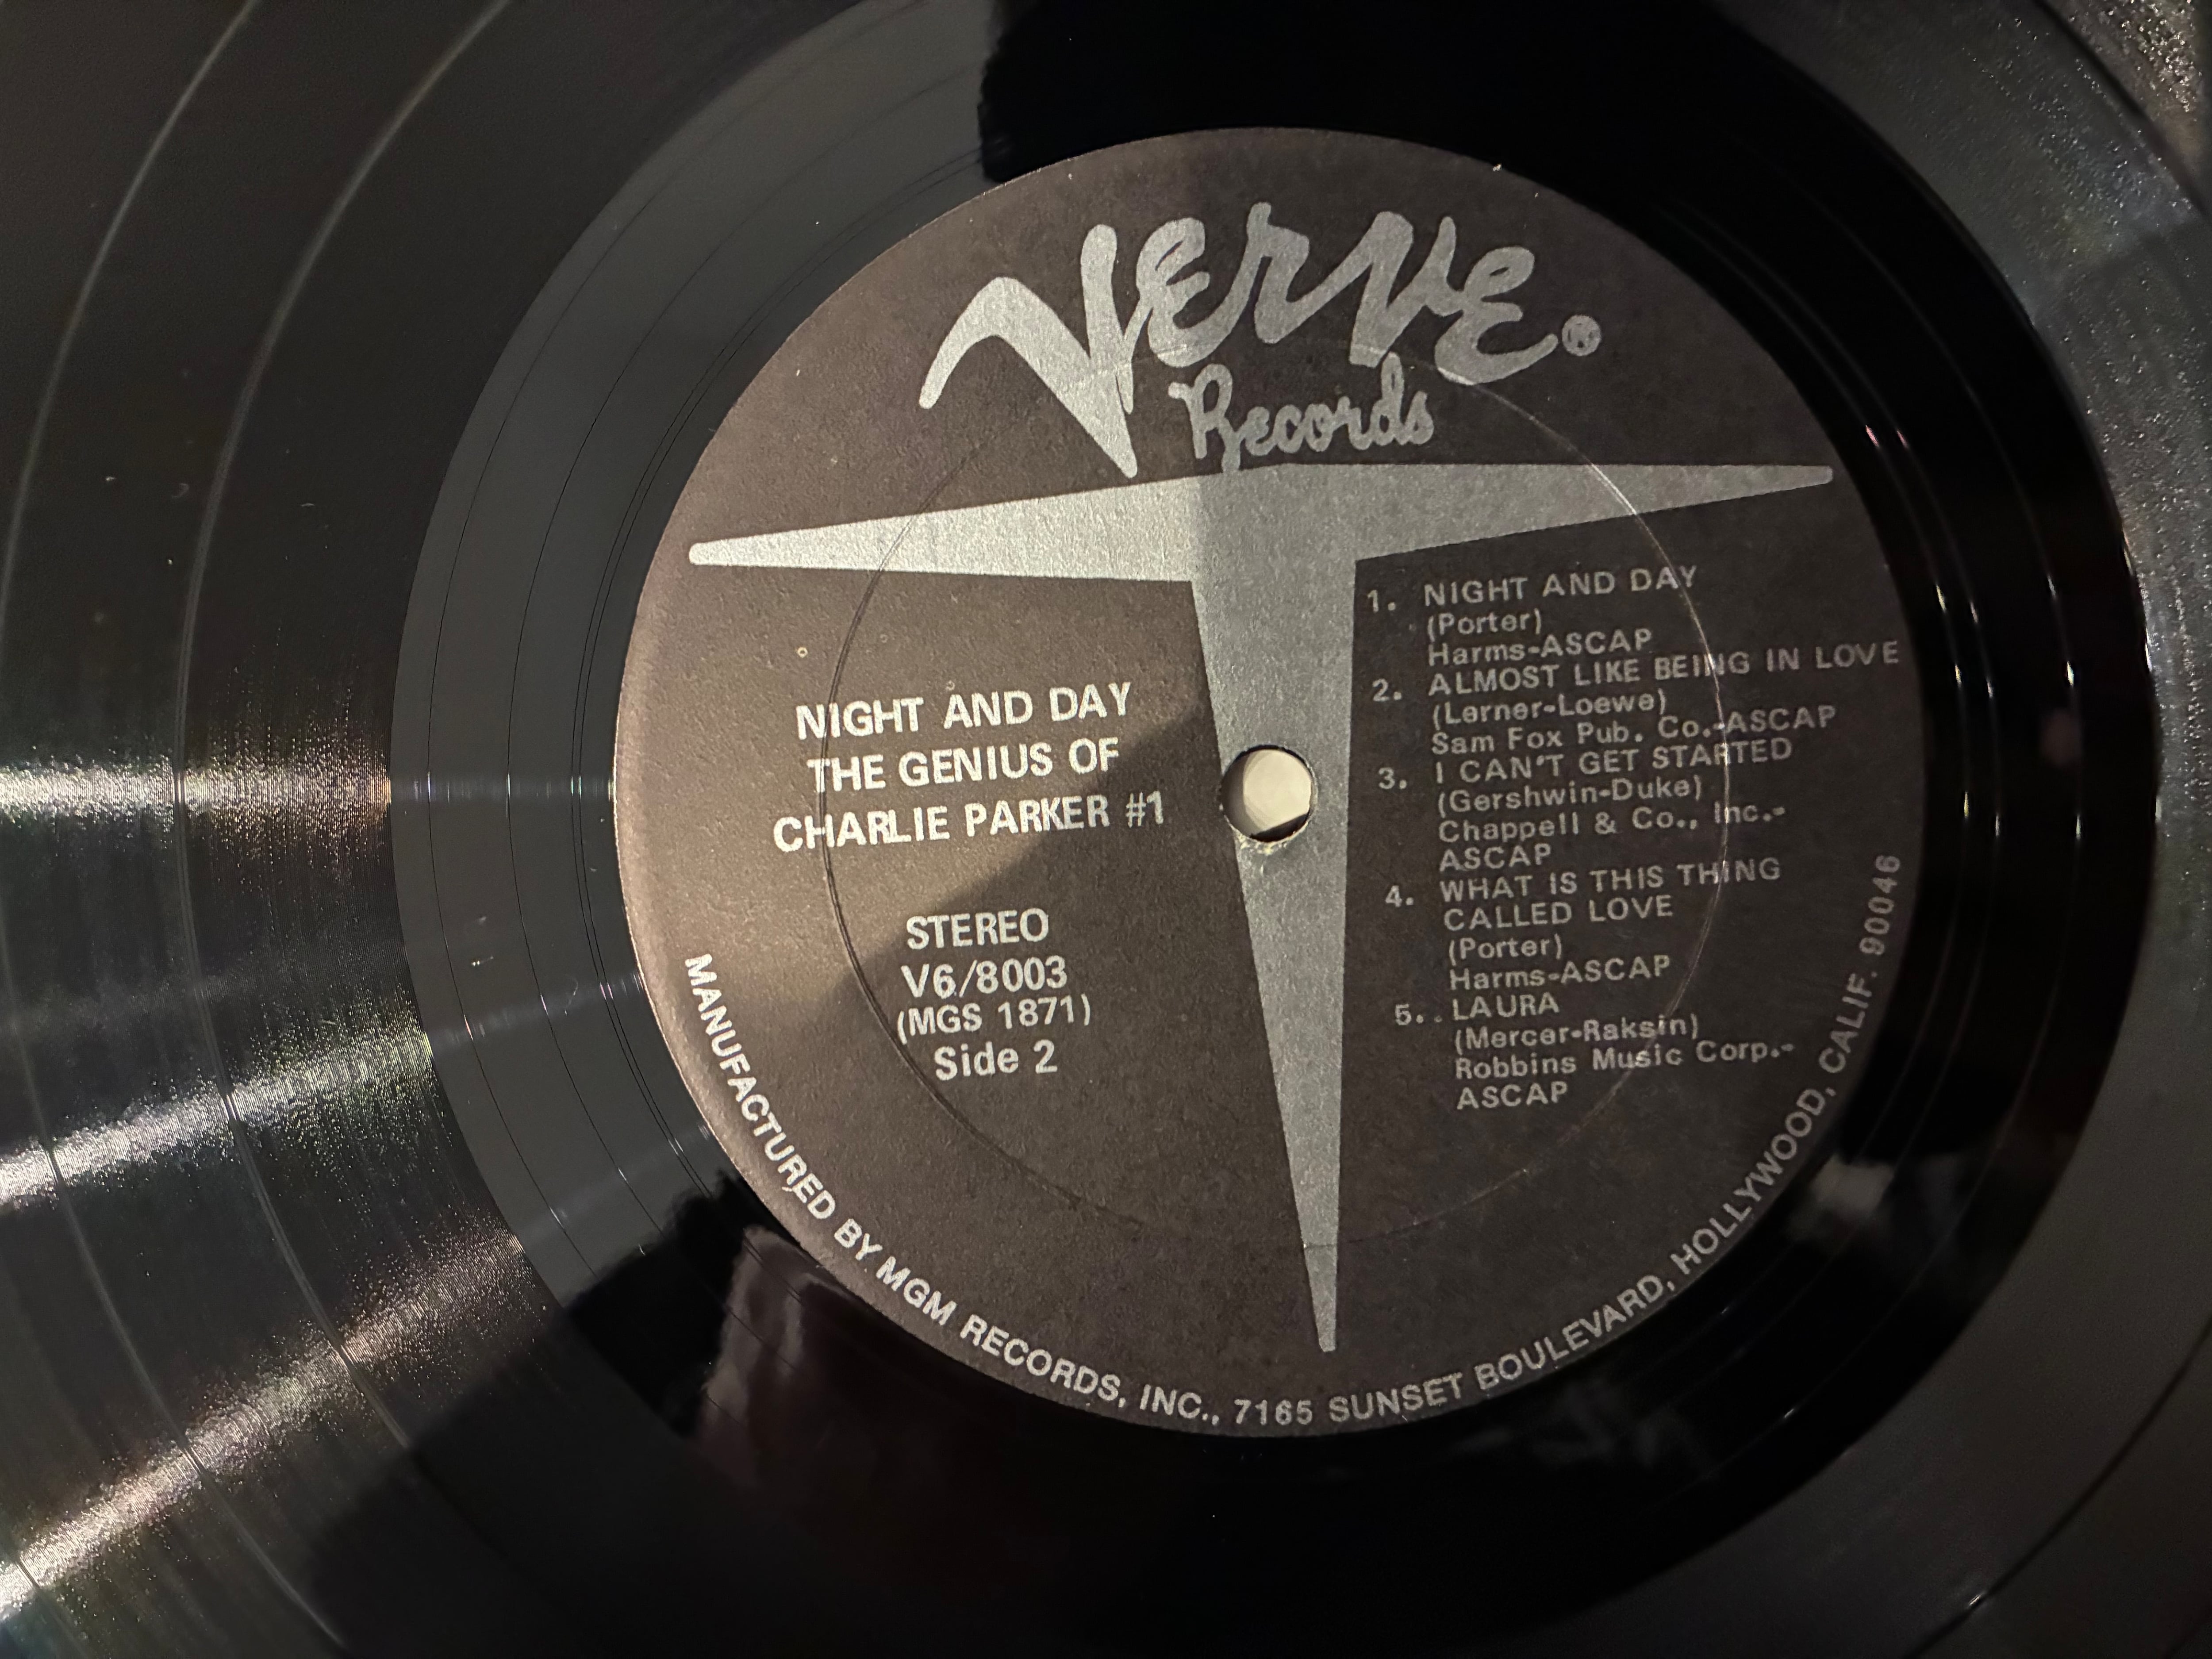 Verve®
Records
NIGHT AND DAY
THE GENIUS OF
CHARLIE PARKER #1
STEREO
V6/8003
(MGS 1871)
Side 2
1. NIGHT AND DAY
(Porter)
Harms-ASCAP
2. ALMOST LIKE BEING IN LOVE
(Lerner-Loewe)
Sam Fox Pub. Co.-ASCAP
3. I CAN'T GET STARTED
(Gershwin-Duke)
Chappell & Co., Inc.-
ASCAP
4. WHAT IS THIS THING
CALLED LOVE
(Porter)
Harms-ASCAP
5. LAURA
(Mercer-Raksin)
Robbins Music Corp.-
ASCAP
MANUFACTURED BY MGM RECORDS, INC., 7165 SUNSET BOULEVARD, HOLLYWOOD, CALIF. 90046